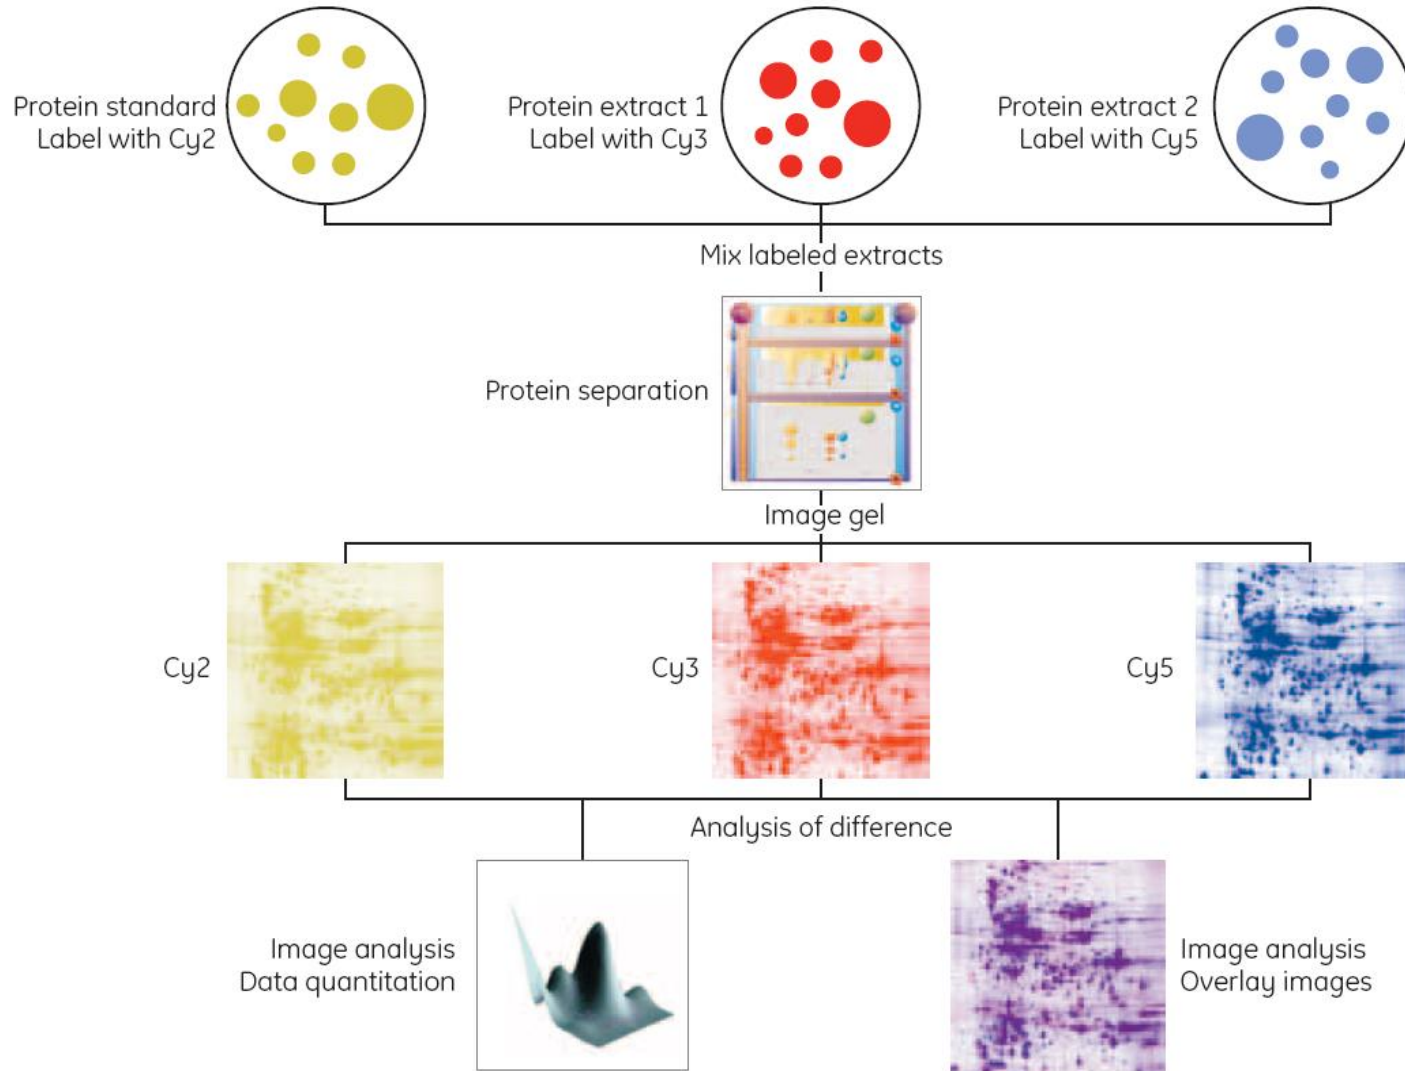 Protein standard
Label with Cy2
Protein extract 1
Label with Cy3
Protein extract 2
Label with Cy5
Mix labeled extracts
Protein separation
Image gel
Cy2
Cy3
Cy5
Analysis of difference
Image analysis
Data quantitation
Image analysis
Overlay images